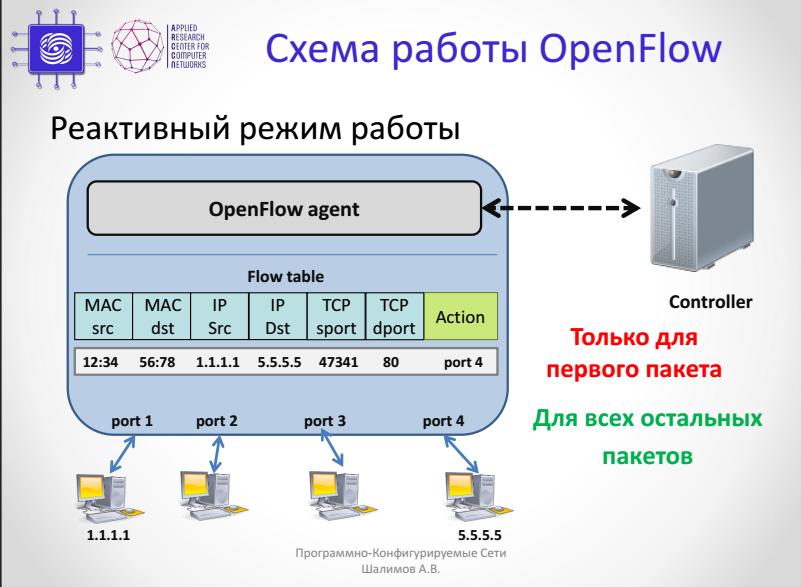 APPLIED
RESEARCH
CENTER FOR
COMPUTER
NETWORKS
Схема работы OpenFlow
Реактивный режим работы
OpenFlow agent
Flow table
MAC src MAC dst IP Src IP Dst TCP sport TCP dport Action
12:34 56:78 1.1.1.1 5.5.5.5 47341 80 port 4
port 1 port 2 port 3 port 4
1.1.1.1 5.5.5.5
Controller
Только для
первого пакета
Для всех остальных
пакетов
Программно-Конфигурируемые Сети
Шалимов А.В.